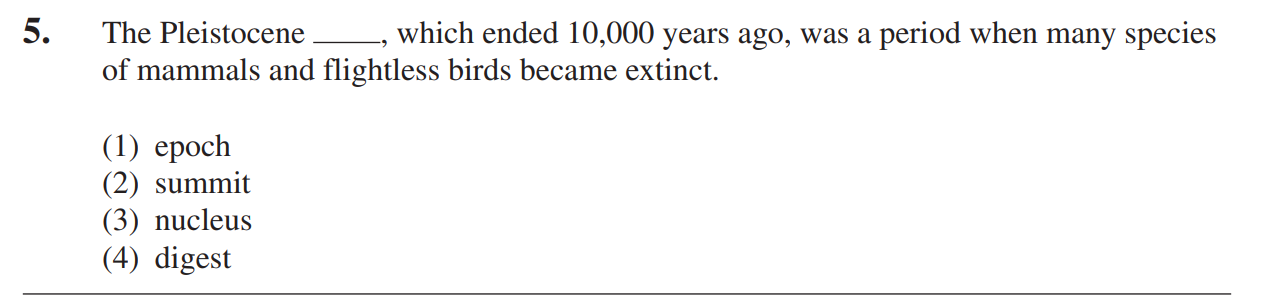 5. The Pleistocene ____, which ended 10,000 years ago, was a period when many species
of mammals and flightless birds became extinct.
(1) epoch
(2) summit
(3) nucleus
(4) digest